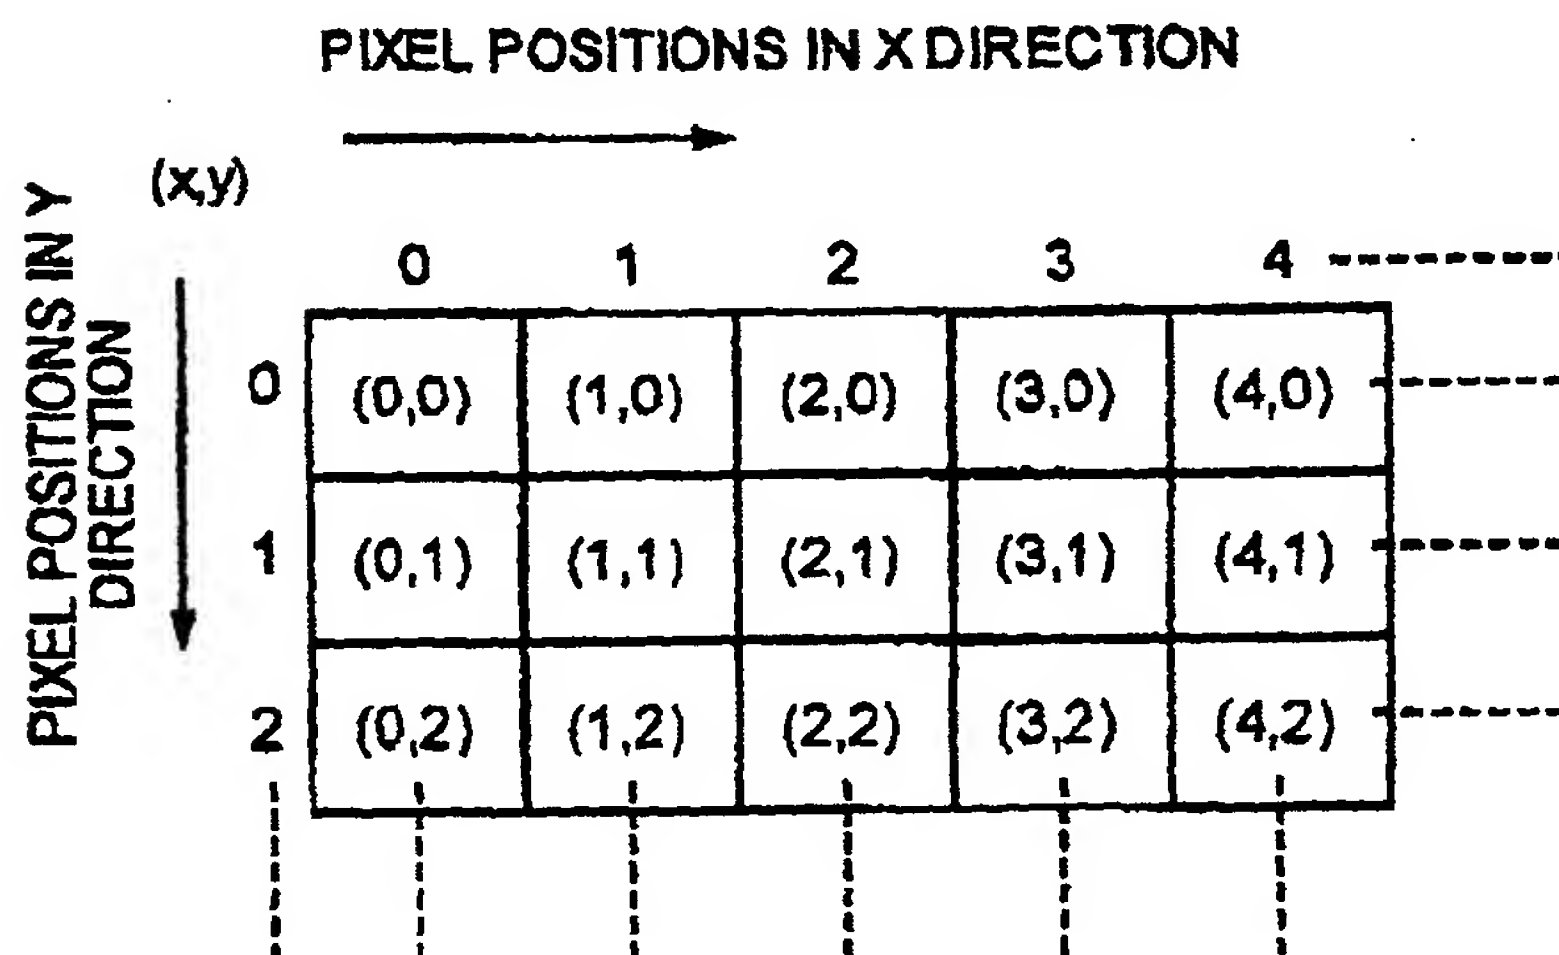 PIXEL POSITIONS IN X DIRECTION
(x,y)
PIXEL POSITIONS IN Y
DIRECTION
0 1 2 3 4
0 (0,0) (1,0) (2,0) (3,0) (4,0)
1 (0,1) (1,1) (2,1) (3,1) (4,1)
2 (0,2) (1,2) (2,2) (3,2) (4,2)